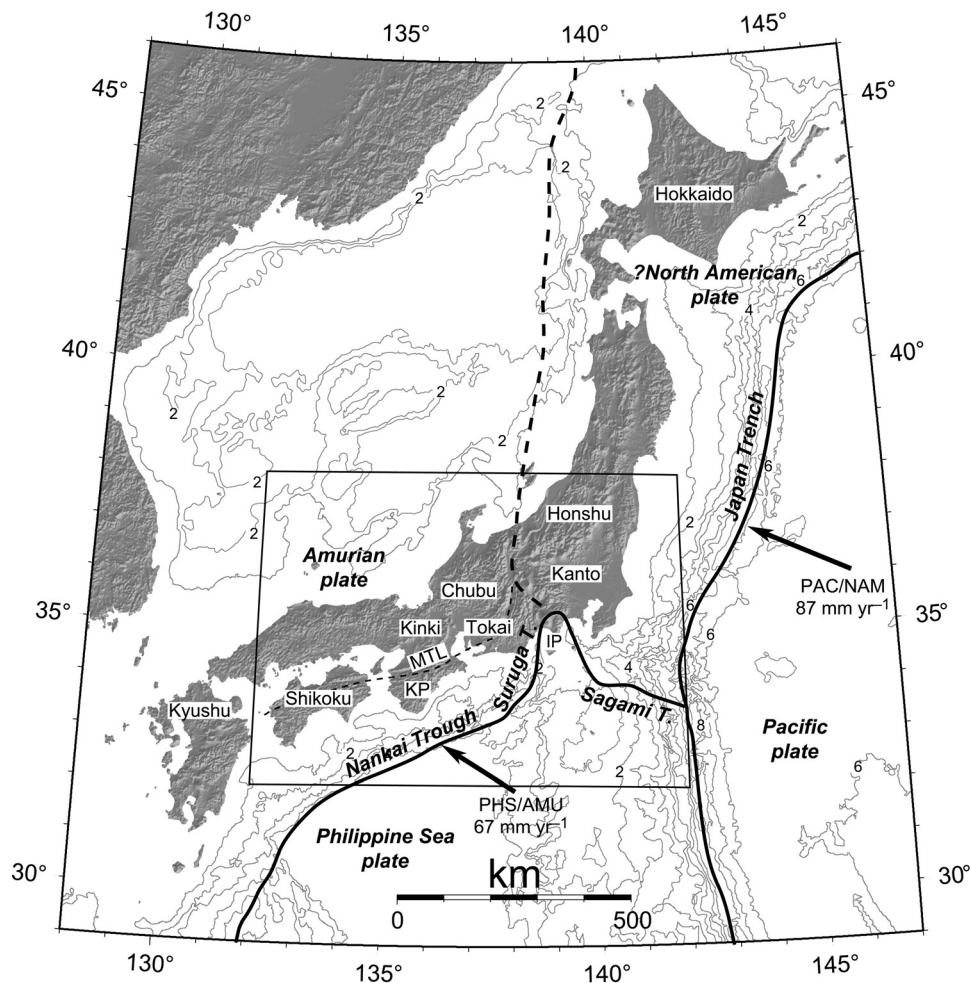 130°
135°
140°
145°
45°
45°
2
2
2
Hokkaido
2
?North American
plate
6
4
40°
40°
2
2
Japan Trench
2
6
2
Honshu
2
2
Amurian
plate
Chubu
Kanto
PAC/NAM
87 mm yr–1
35°
35°
6
6
Kinki
Tokai
IP
MTL
2
4
Suruga T.
KP
Shikoku
Sagami T.
Kyushu
8
Pacific
plate
Nankai Trough
2
2
6
PHS/AMU
67 mm yr–1
Philippine Sea
plate
km
30°
30°
0
500
130°
135°
140°
145°